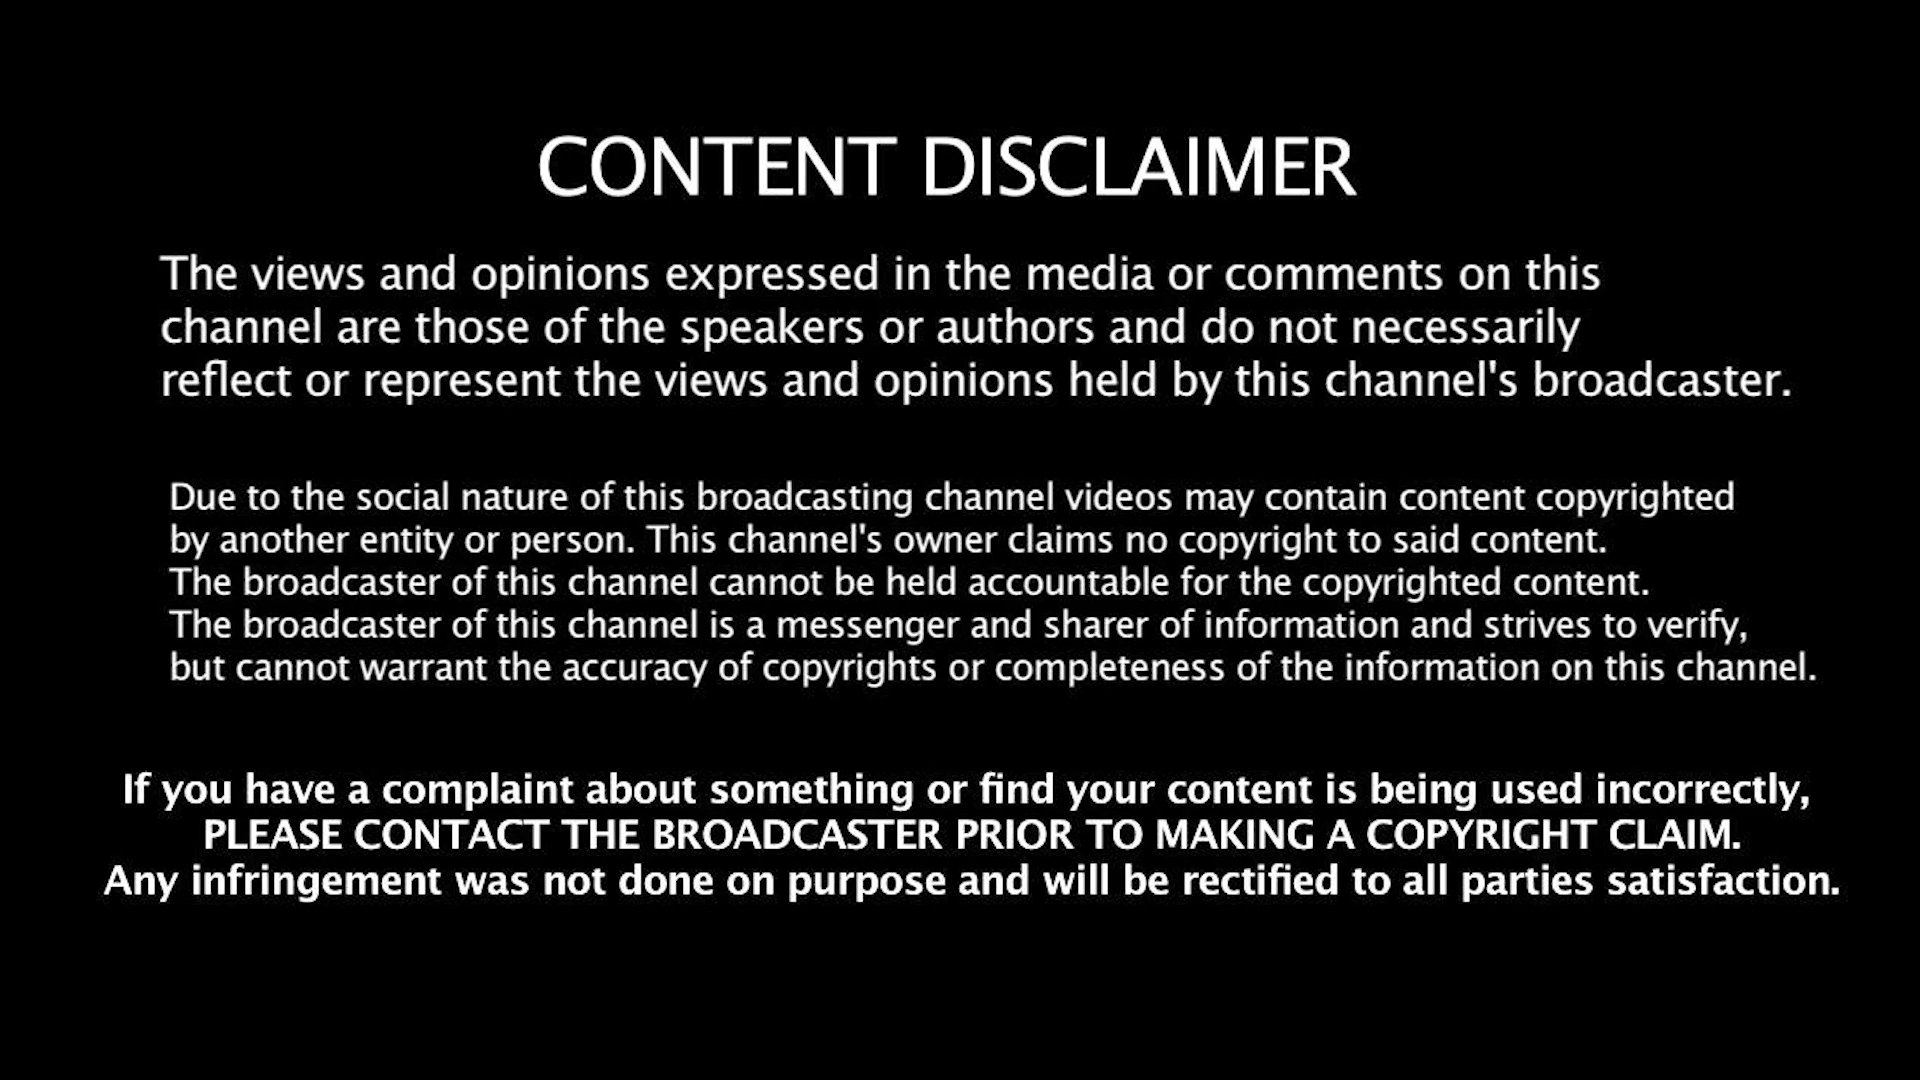 CONTENT DISCLAIMER
The views and opinions expressed in the media or comments on this
channel are those of the speakers or authors and do not necessarily
reflect or represent the views and opinions held by this channel's broadcaster.
Due to the social nature of this broadcasting channel videos may contain content copyrighted
by another entity or person. This channel's owner claims no copyright to said content.
The broadcaster of this channel cannot be held accountable for the copyrighted content.
The broadcaster of this channel is a messenger and sharer of information and strives to verify,
but cannot warrant the accuracy of copyrights or completeness of the information on this channel.
If you have a complaint about something or find your content is being used incorrectly,
PLEASE CONTACT THE BROADCASTER PRIOR TO MAKING A COPYRIGHT CLAIM.
Any infringement was not done on purpose and will be rectified to all parties satisfaction.